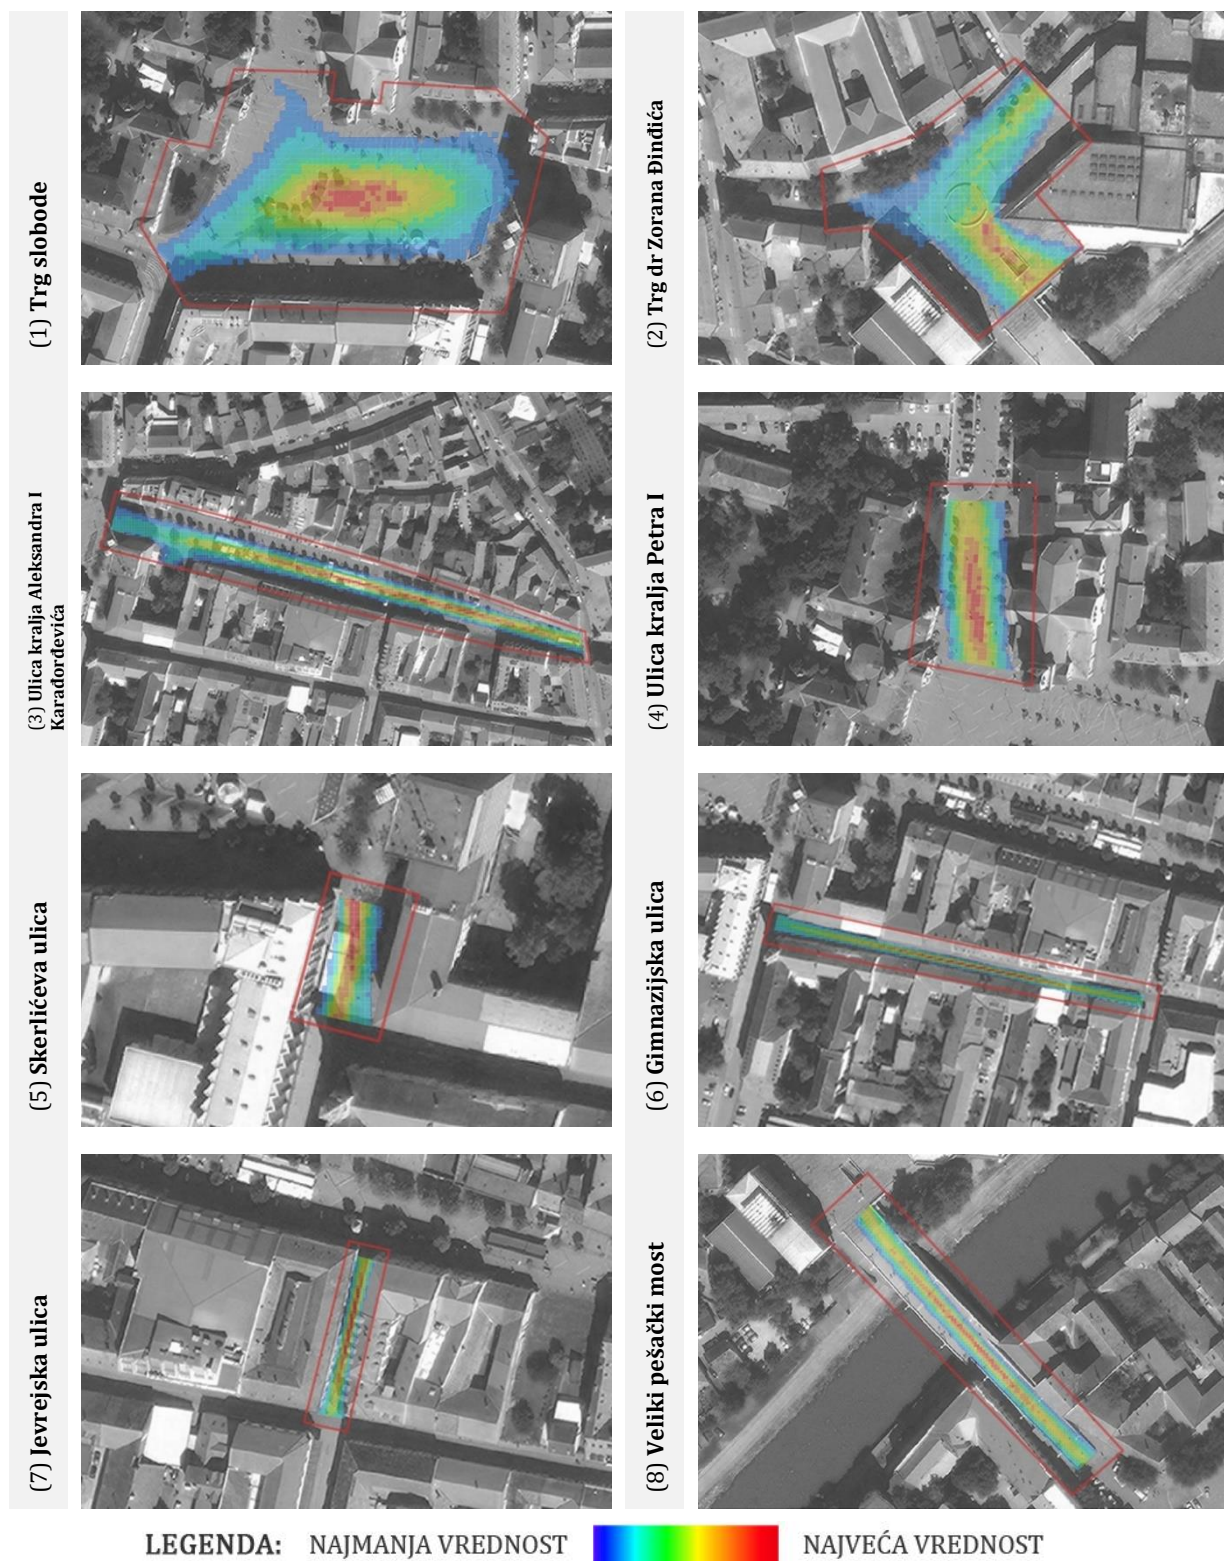 (1) Trg slobode
(2) Trg dr Zorana Đinđića
(3) Ulica kralja Aleksandra I
Karađorđevića
(4) Ulica kralja Petra I
(5) Skerlićeva ulica
(6) Gimnazijska ulica
(7) Jevrejska ulica
(8) Veliki pešački most
LEGENDA: NAJMANJA VREDNOST NAJVEĆA VREDNOST